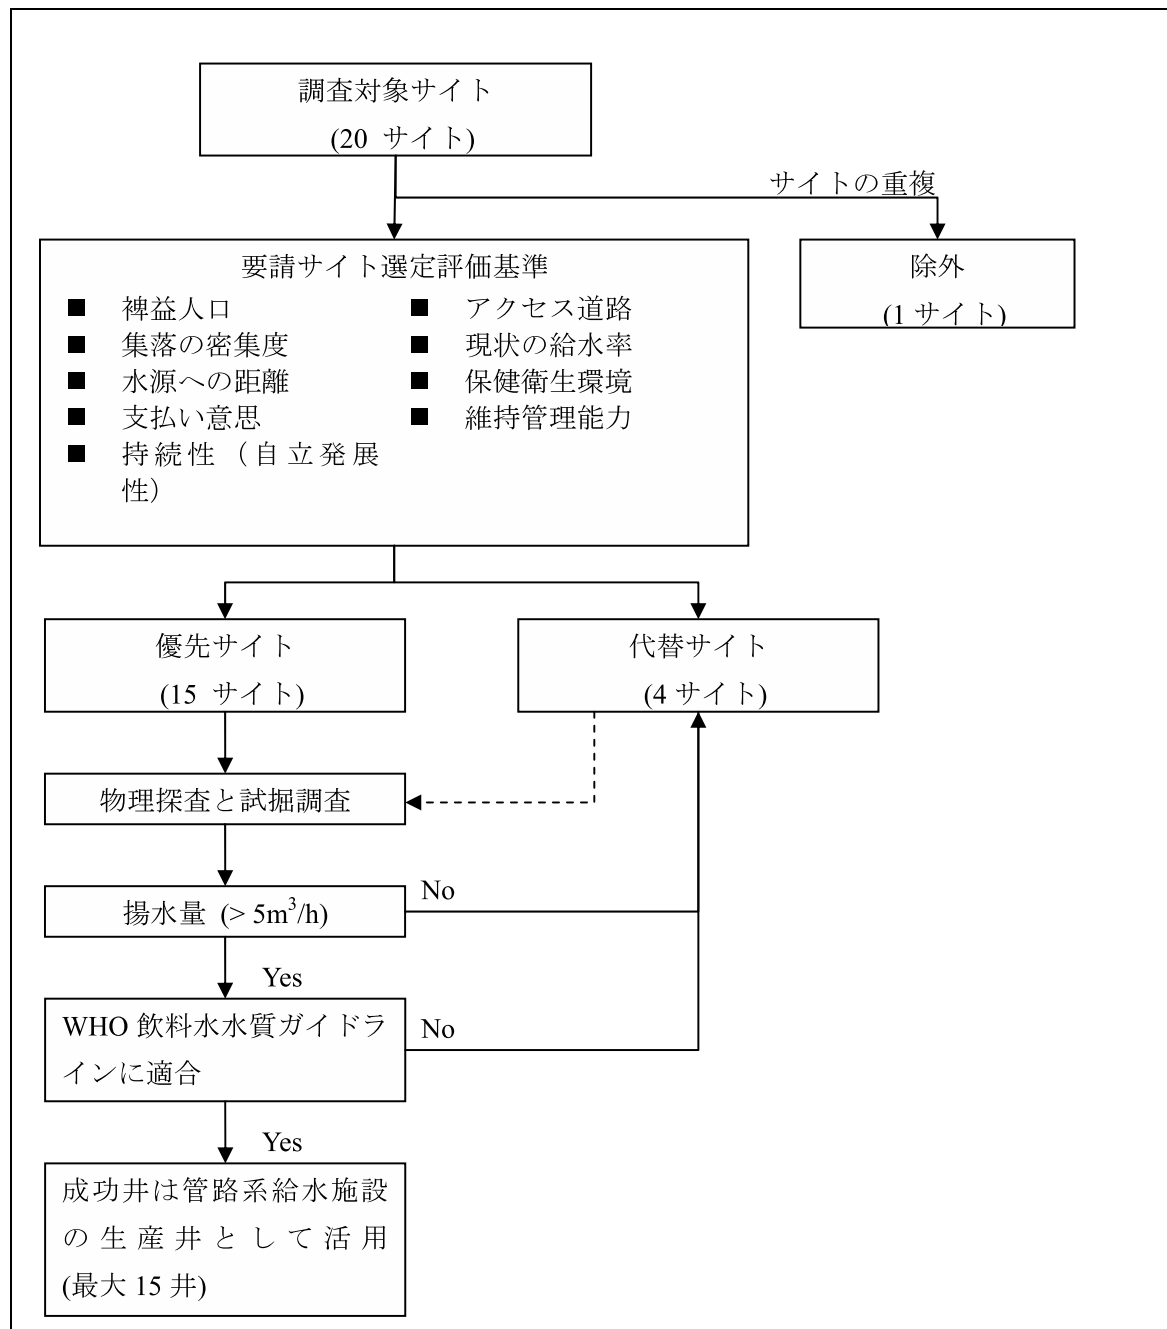 調査対象サイト
(20 サイト)
サイトの重複
要請サイト選定評価基準
除外
(1サイト)
■ 裨益人口
■ 集落の密集度
■ 水源への距離
■ 支払い意思
■ 持続性（自立発展
性）
■ アクセス道路
■ 現状の給水率
■ 保健衛生環境
■ 維持管理能力
優先サイト
(15 サイト)
代替サイト
(4サイト)
物理探査と試掘調査
揚水量 (> 5m³/h)
No
Yes
WHO 飲料水水質ガイドラ
インに適合
No
Yes
成功井は管路系給水施設
の生産井として活用
(最大 15 井)